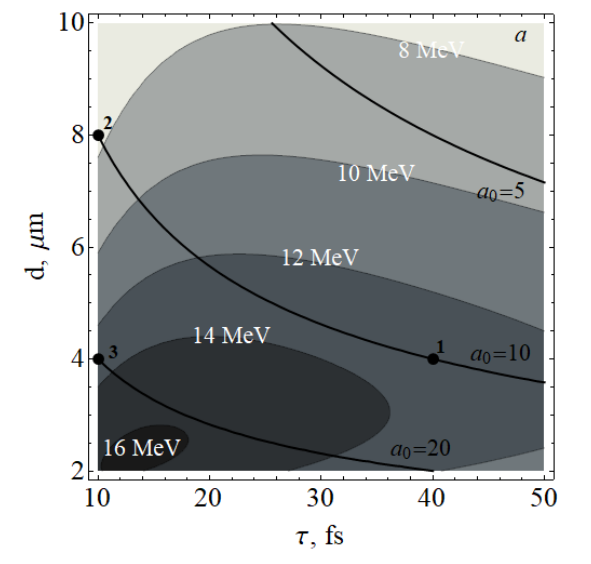 10
a
8 MeV
2
8
10 MeV
a₀=5
d, μm
6
12 MeV
14 MeV
1
4
3
a₀=10
16 MeV
a₀=20
2
10 20 30 40 50
τ, fs